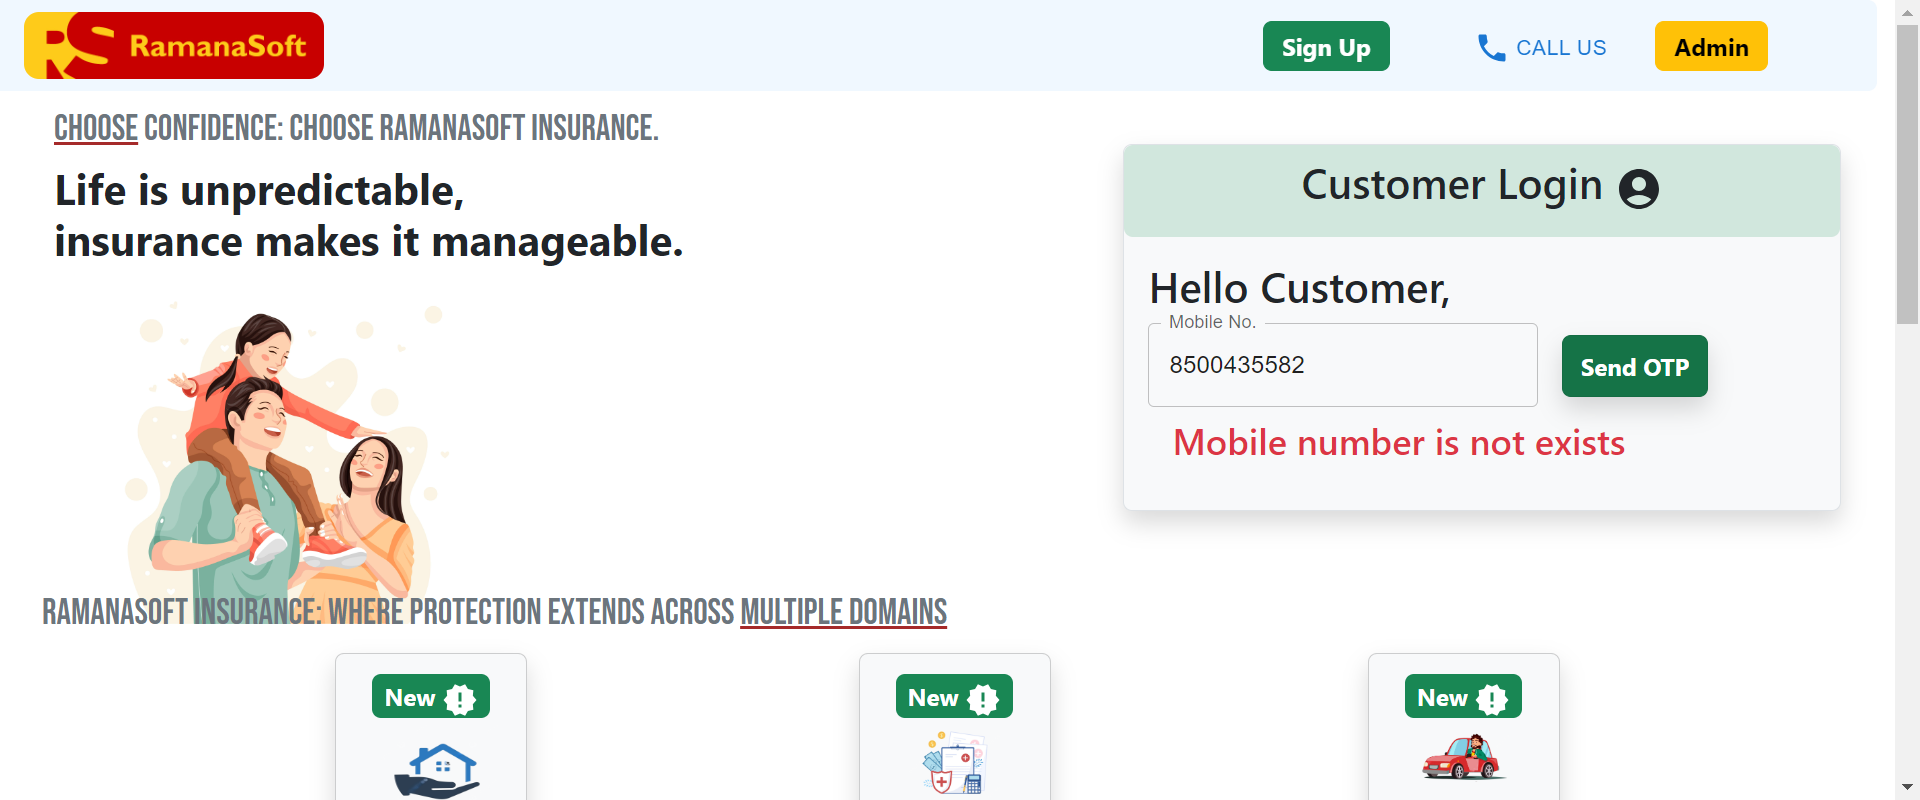 RS RamanaSoft
Sign Up
CALL US
Admin
CHOOSE CONFIDENCE: CHOOSE RAMANASOFT INSURANCE.
Life is unpredictable,
insurance makes it manageable.
Customer Login
Hello Customer,
Mobile No.
8500435582
Send OTP
Mobile number is not exists
RAMANASOFT INSURANCE: WHERE PROTECTION EXTENDS ACROSS MULTIPLE DOMAINS
New
New
New